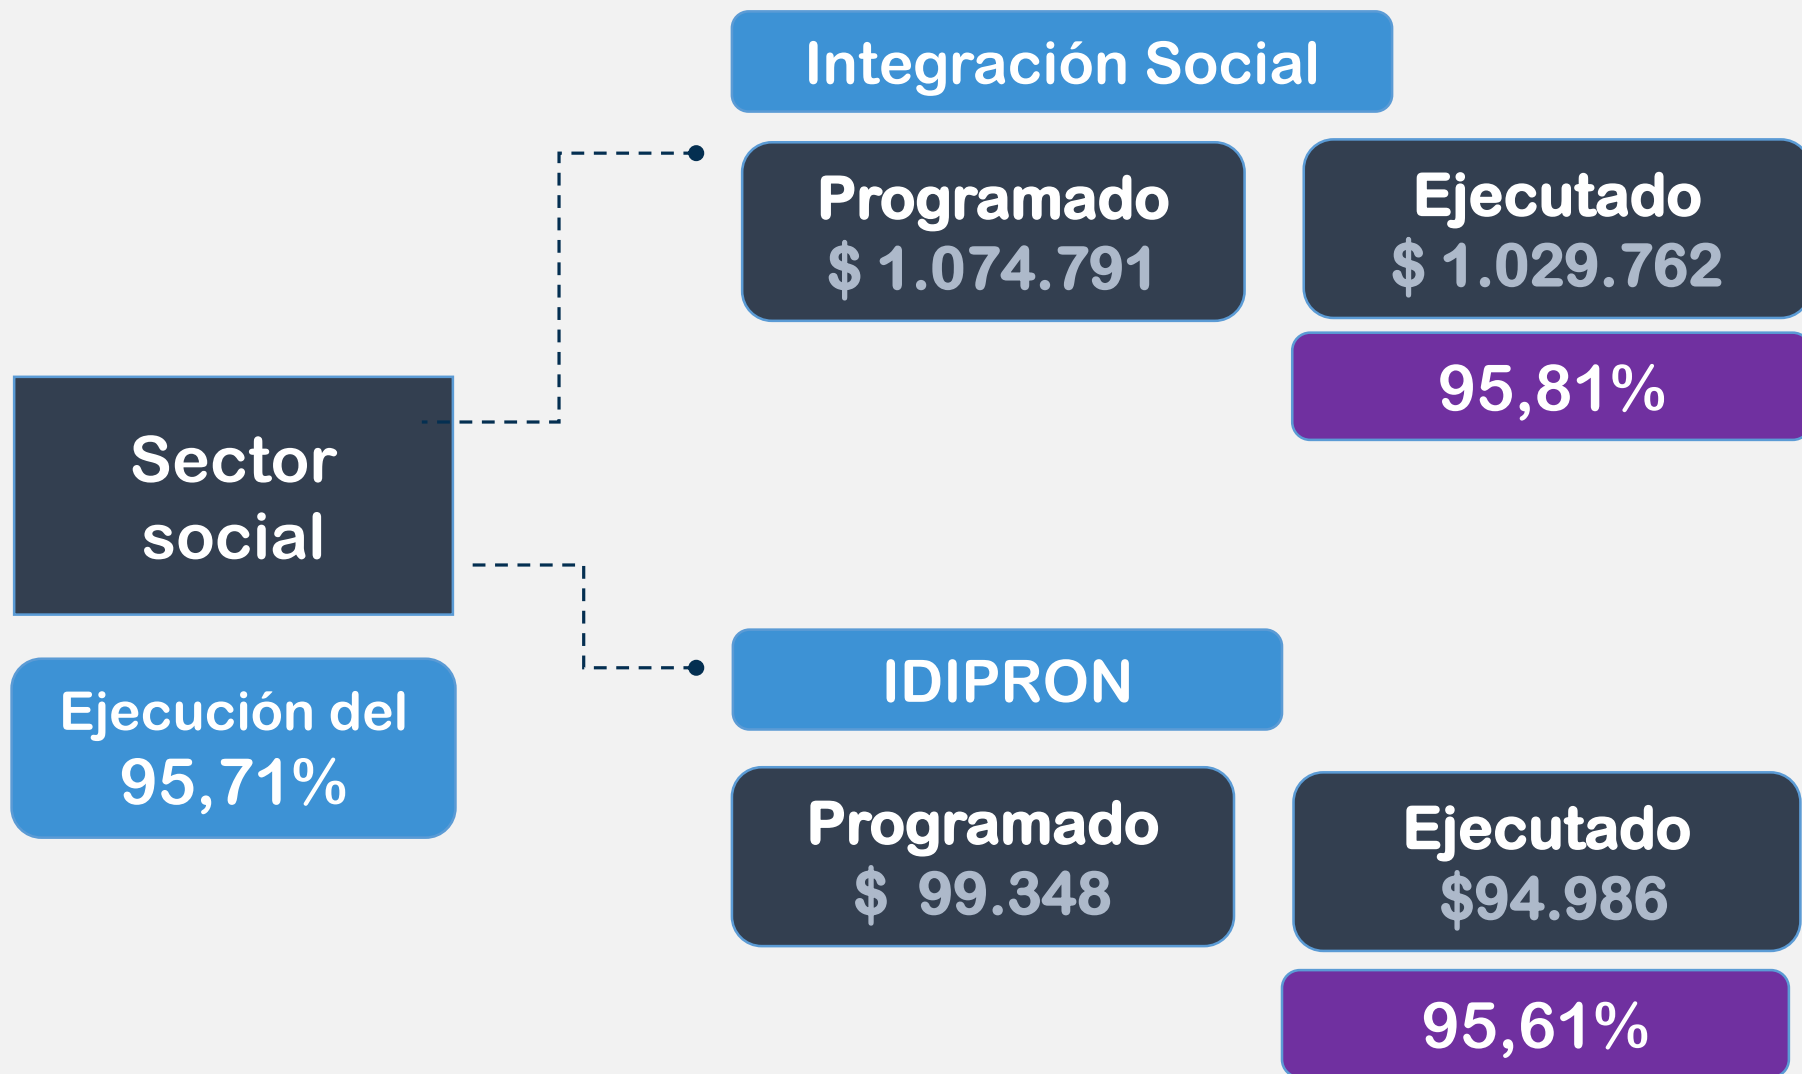 Integración Social
Programado
$ 1.074.791
Ejecutado
$ 1.029.762
95,81%
Sector
social
Ejecución del
95,71%
IDIPRON
Programado
$ 99.348
Ejecutado
$94.986
95,61%